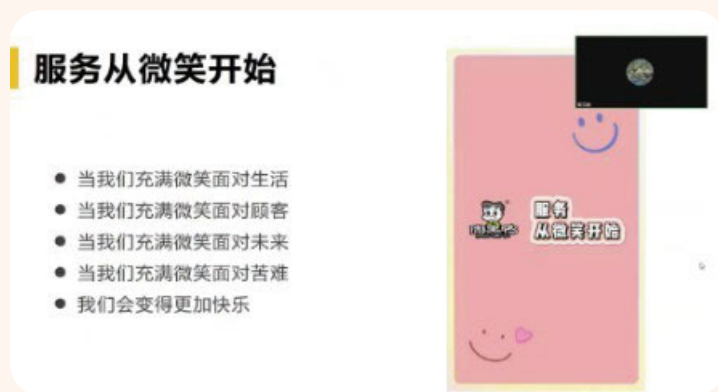 服务从微笑开始
当我们充满微笑面对生活
当我们充满微笑面对顾客
当我们充满微笑面对未来
当我们充满微笑面对苦难
我们会变得更加快乐
服务
从微笑开始